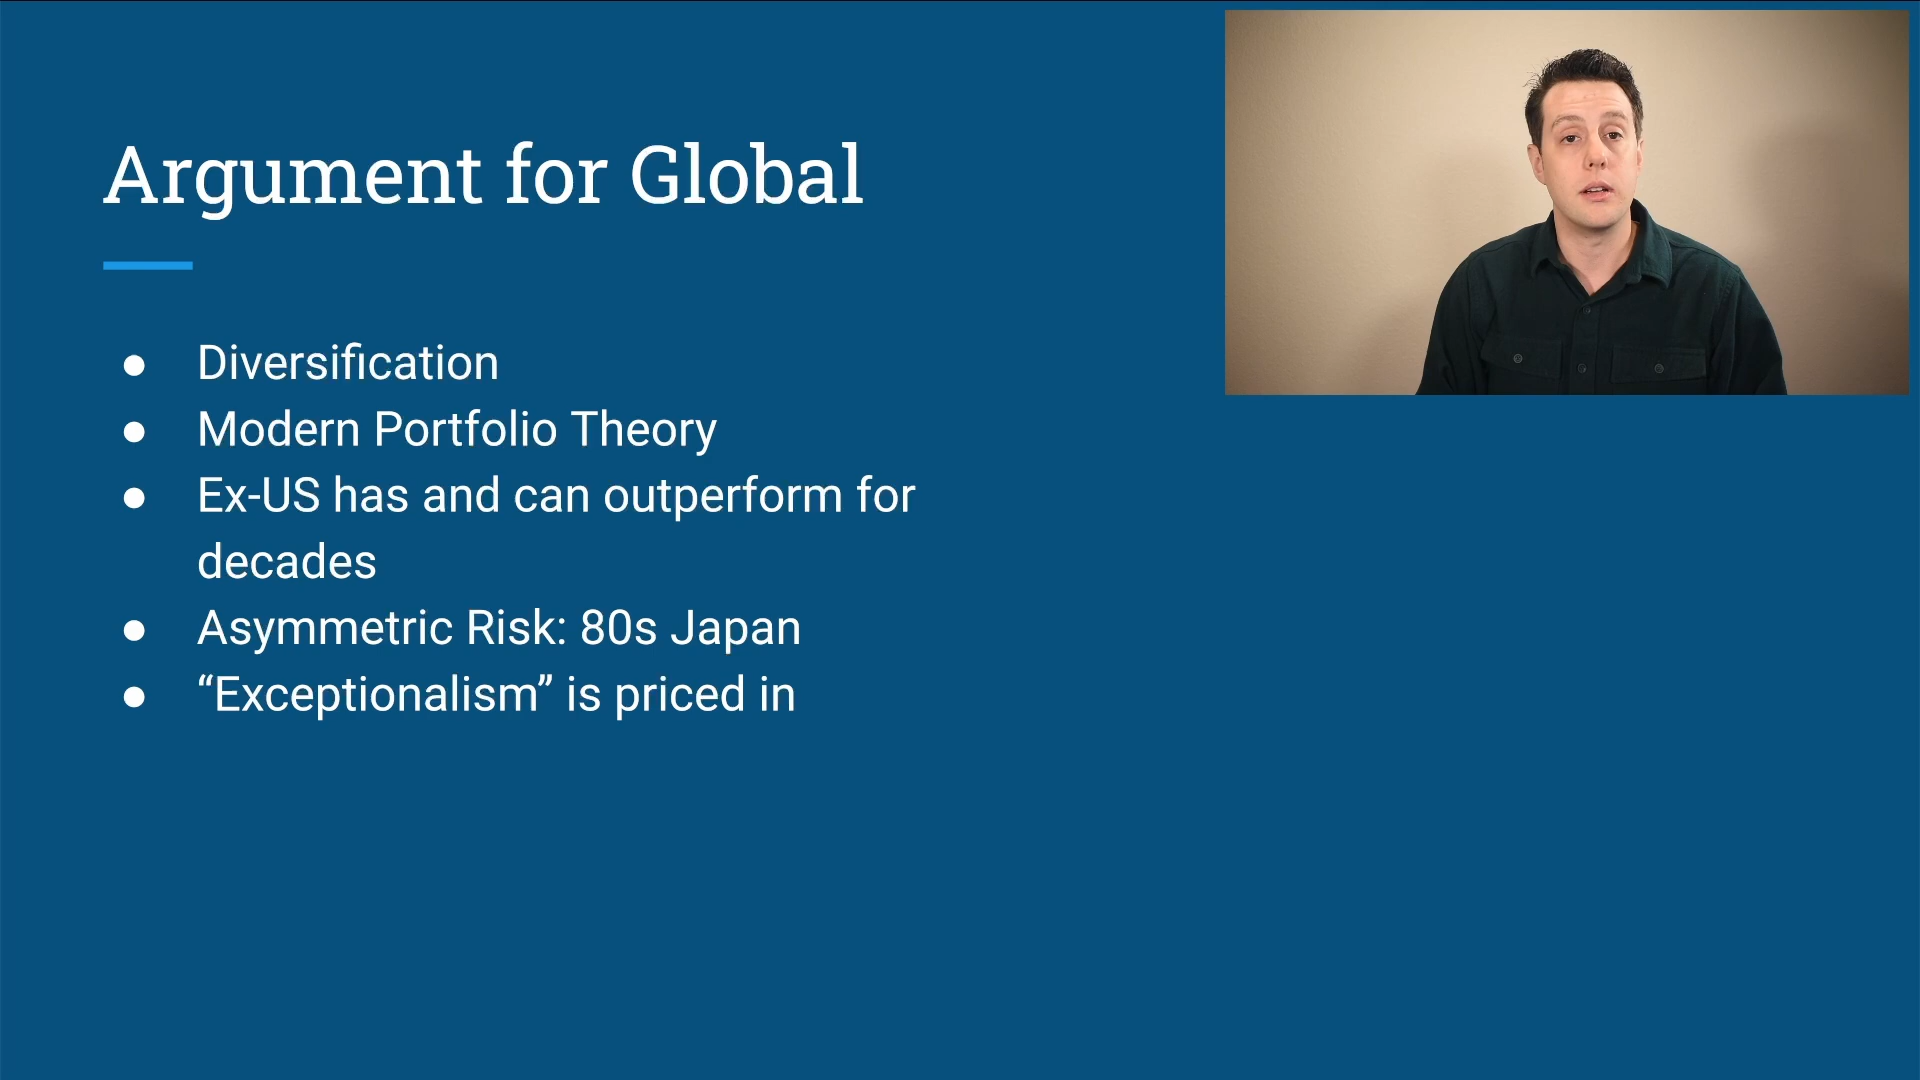 Argument for Global
● Diversification
● Modern Portfolio Theory
● Ex-US has and can outperform for
decades
● Asymmetric Risk: 80s Japan
● “Exceptionalism” is priced in